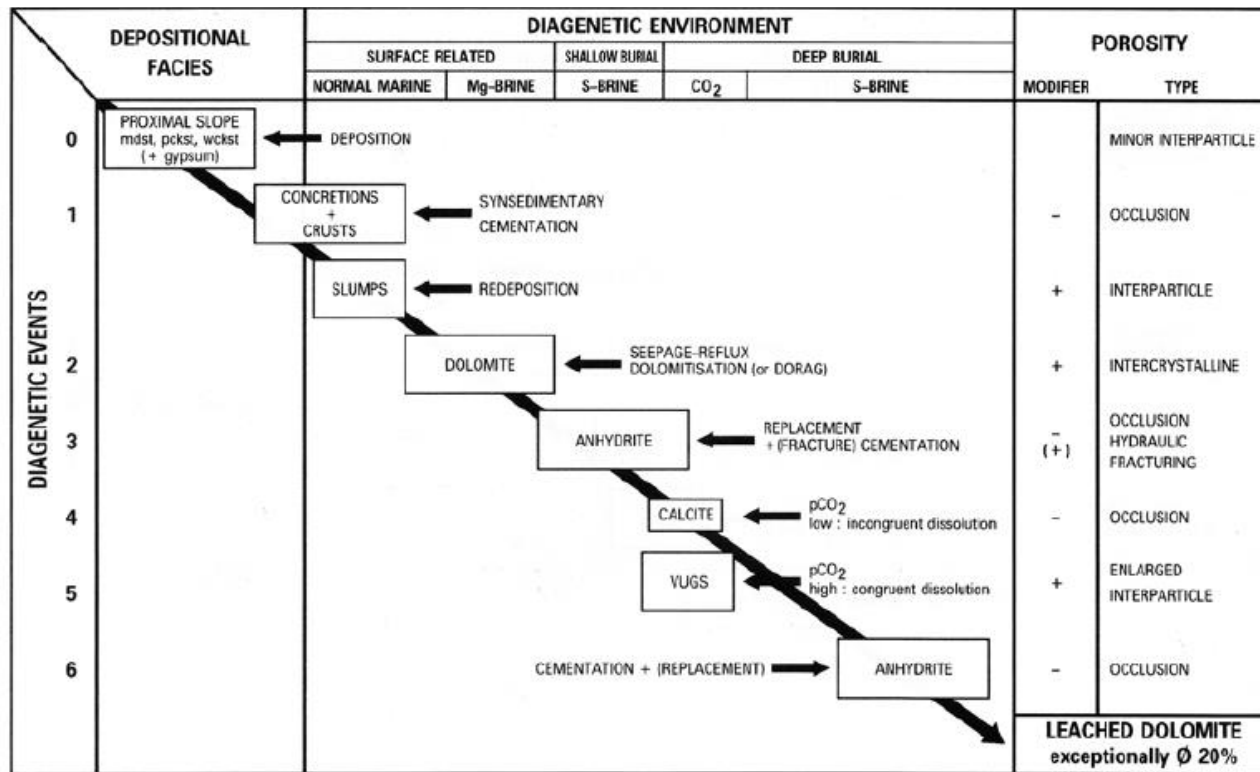 DEPOSITIONAL
FACIES
DIAGENETIC ENVIRONMENT
SURFACE RELATED
SHALLOW BURIAL
DEEP BURIAL
NORMAL MARINE
Mg-BRINE
S-BRINE
CO2
S-BRINE
POROSITY
MODIFIER
TYPE
DIAGENETIC EVENTS
0
PROXIMAL SLOPE
mdst, pckst, wckst
(+ gypsum)
DEPOSITION
MINOR INTERPARTICLE
1
CONCRETIONS
+
CRUSTS
SYNSEDIMENTARY
CEMENTATION
-
OCCLUSION
SLUMPS
REDEPOSITION
+
INTERPARTICLE
2
DOLOMITE
SEEPAGE-REFLUX
DOLOMITISATION (or DORAG)
+
INTERCRYSTALLINE
3
ANHYDRITE
REPLACEMENT
+ (FRACTURE) CEMENTATION
-
(+)
OCCLUSION
HYDRAULIC
FRACTURING
4
CALCITE
pCO2
low : incongruent dissolution
-
OCCLUSION
5
VUGS
pCO2
high : congruent dissolution
+
ENLARGED
INTERPARTICLE
6
CEMENTATION + (REPLACEMENT)
ANHYDRITE
-
OCCLUSION
LEACHED DOLOMITE
exceptionally Ø 20%